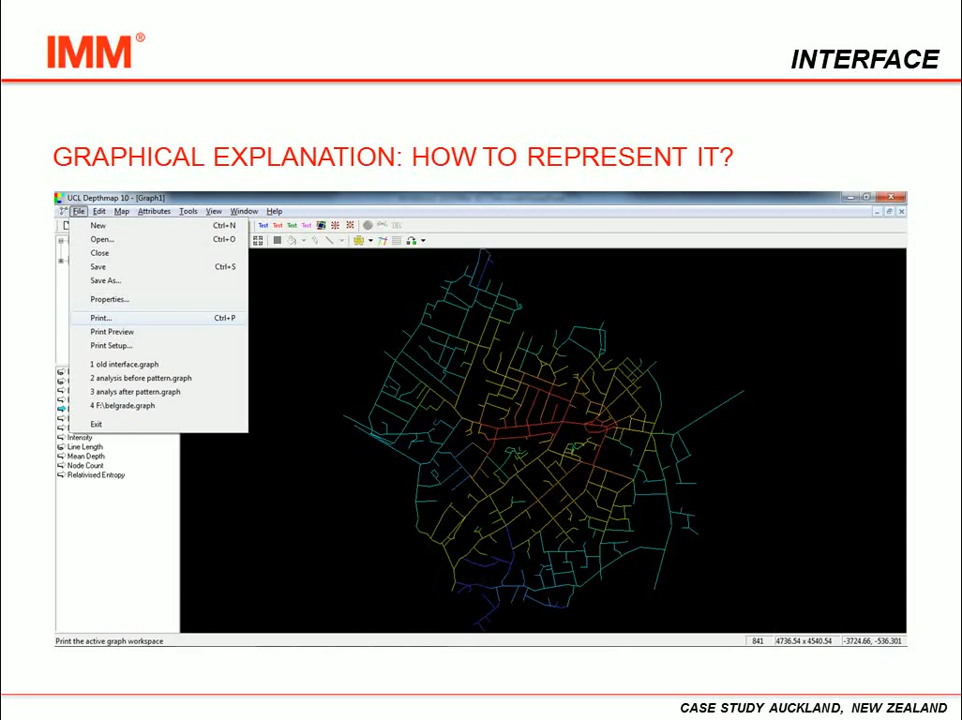 IMM®
INTERFACE
GRAPHICAL EXPLANATION: HOW TO REPRESENT IT?
UCL Depthmap 10 - [Graph1]
File Edit Map Attributes Tools View Window Help
New Ctrl+N
Test Test Test Test
Open... Ctrl+O
Close
Save Ctrl+S
Save As...
Properties...
Print... Ctrl+P
Print Preview
Print Setup...
1 old interface.graph
2 analysis before pattern.graph
3 analys after pattern.graph
4 F:\belgrade.graph
Exit
Intensity
Line Length
Mean Depth
Node Count
Relativised Entropy
Print the active graph workspace
841 4736.54 x 4540.54 -3724.66, -536.301
CASE STUDY AUCKLAND, NEW ZEALAND